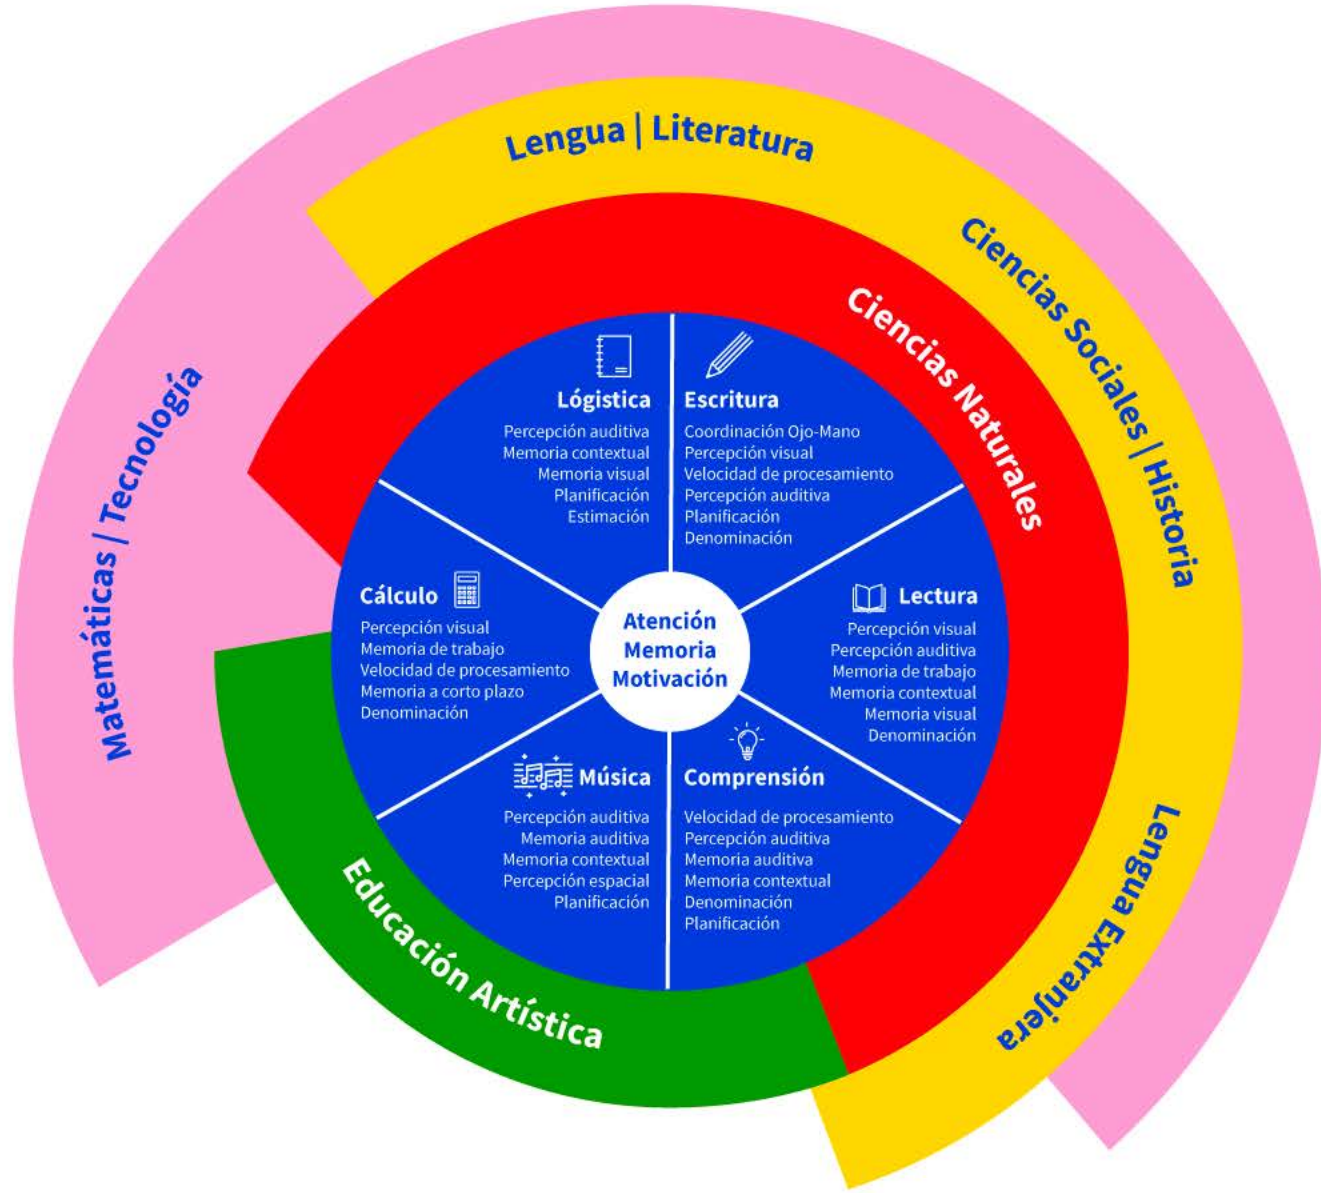 Lengua | Literatura
Ciencias Sociales | Historia
Lengua Extranjera
Matemáticas | Tecnología
Ciencias Naturales
Educación Artística
Lógistica
Percepción auditiva
Memoria contextual
Memoria visual
Planificación
Estimación
Escritura
Coordinación Ojo-Mano
Percepción visual
Velocidad de procesamiento
Percepción auditiva
Planificación
Denominación
Cálculo
Percepción visual
Memoria de trabajo
Velocidad de procesamiento
Memoria a corto plazo
Denominación
Atención
Memoria
Motivación
Lectura
Percepción visual
Percepción auditiva
Memoria de trabajo
Memoria contextual
Memoria visual
Denominación
Música
Percepción auditiva
Memoria auditiva
Memoria contextual
Percepción espacial
Planificación
Comprensión
Velocidad de procesamiento
Percepción auditiva
Memoria auditiva
Memoria contextual
Denominación
Planificación